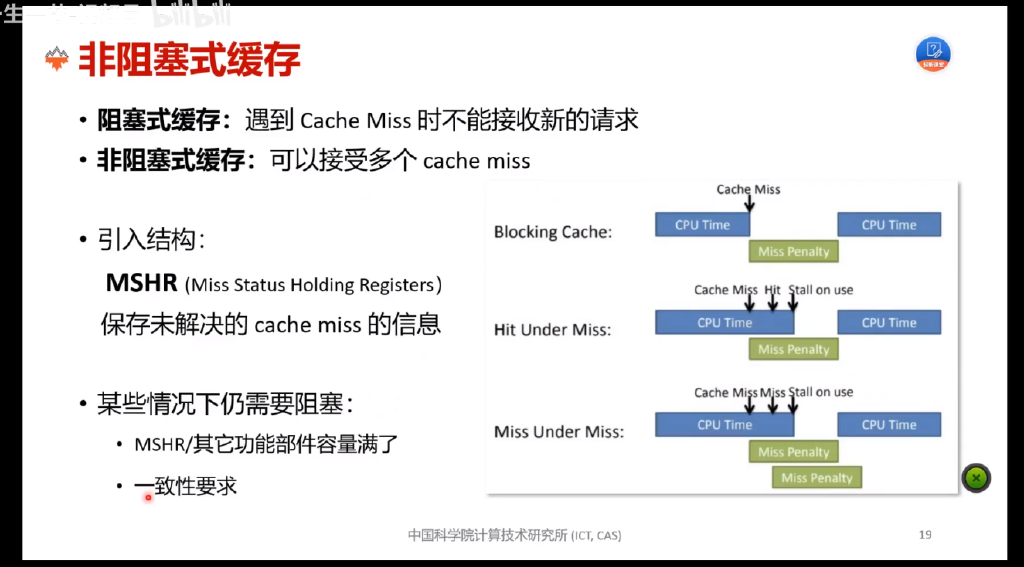 非阻塞式缓存
• 阻塞式缓存：遇到 Cache Miss 时不能接收新的请求
• 非阻塞式缓存：可以接受多个 cache miss
• 引入结构：
MSHR (Miss Status Holding Registers)
保存未解决的 cache miss 的信息
• 某些情况下仍需要阻塞：
• MSHR/其它功能部件容量满了
• 一致性要求
Cache Miss
Blocking Cache:
CPU Time
CPU Time
Miss Penalty
Cache Miss Hit Stall on use
Hit Under Miss:
CPU Time
CPU Time
Miss Penalty
Cache Miss Miss Stall on use
Miss Under Miss:
CPU Time
CPU Time
Miss Penalty
Miss Penalty
中国科学院计算技术研究所 (ICT, CAS)
19